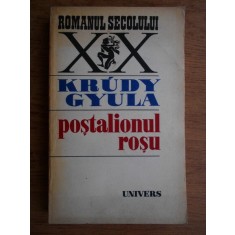 ROMANUL SECOLULUI
XX
KRÚDY
GYULA
poștalionul
roșu
UNIVERS